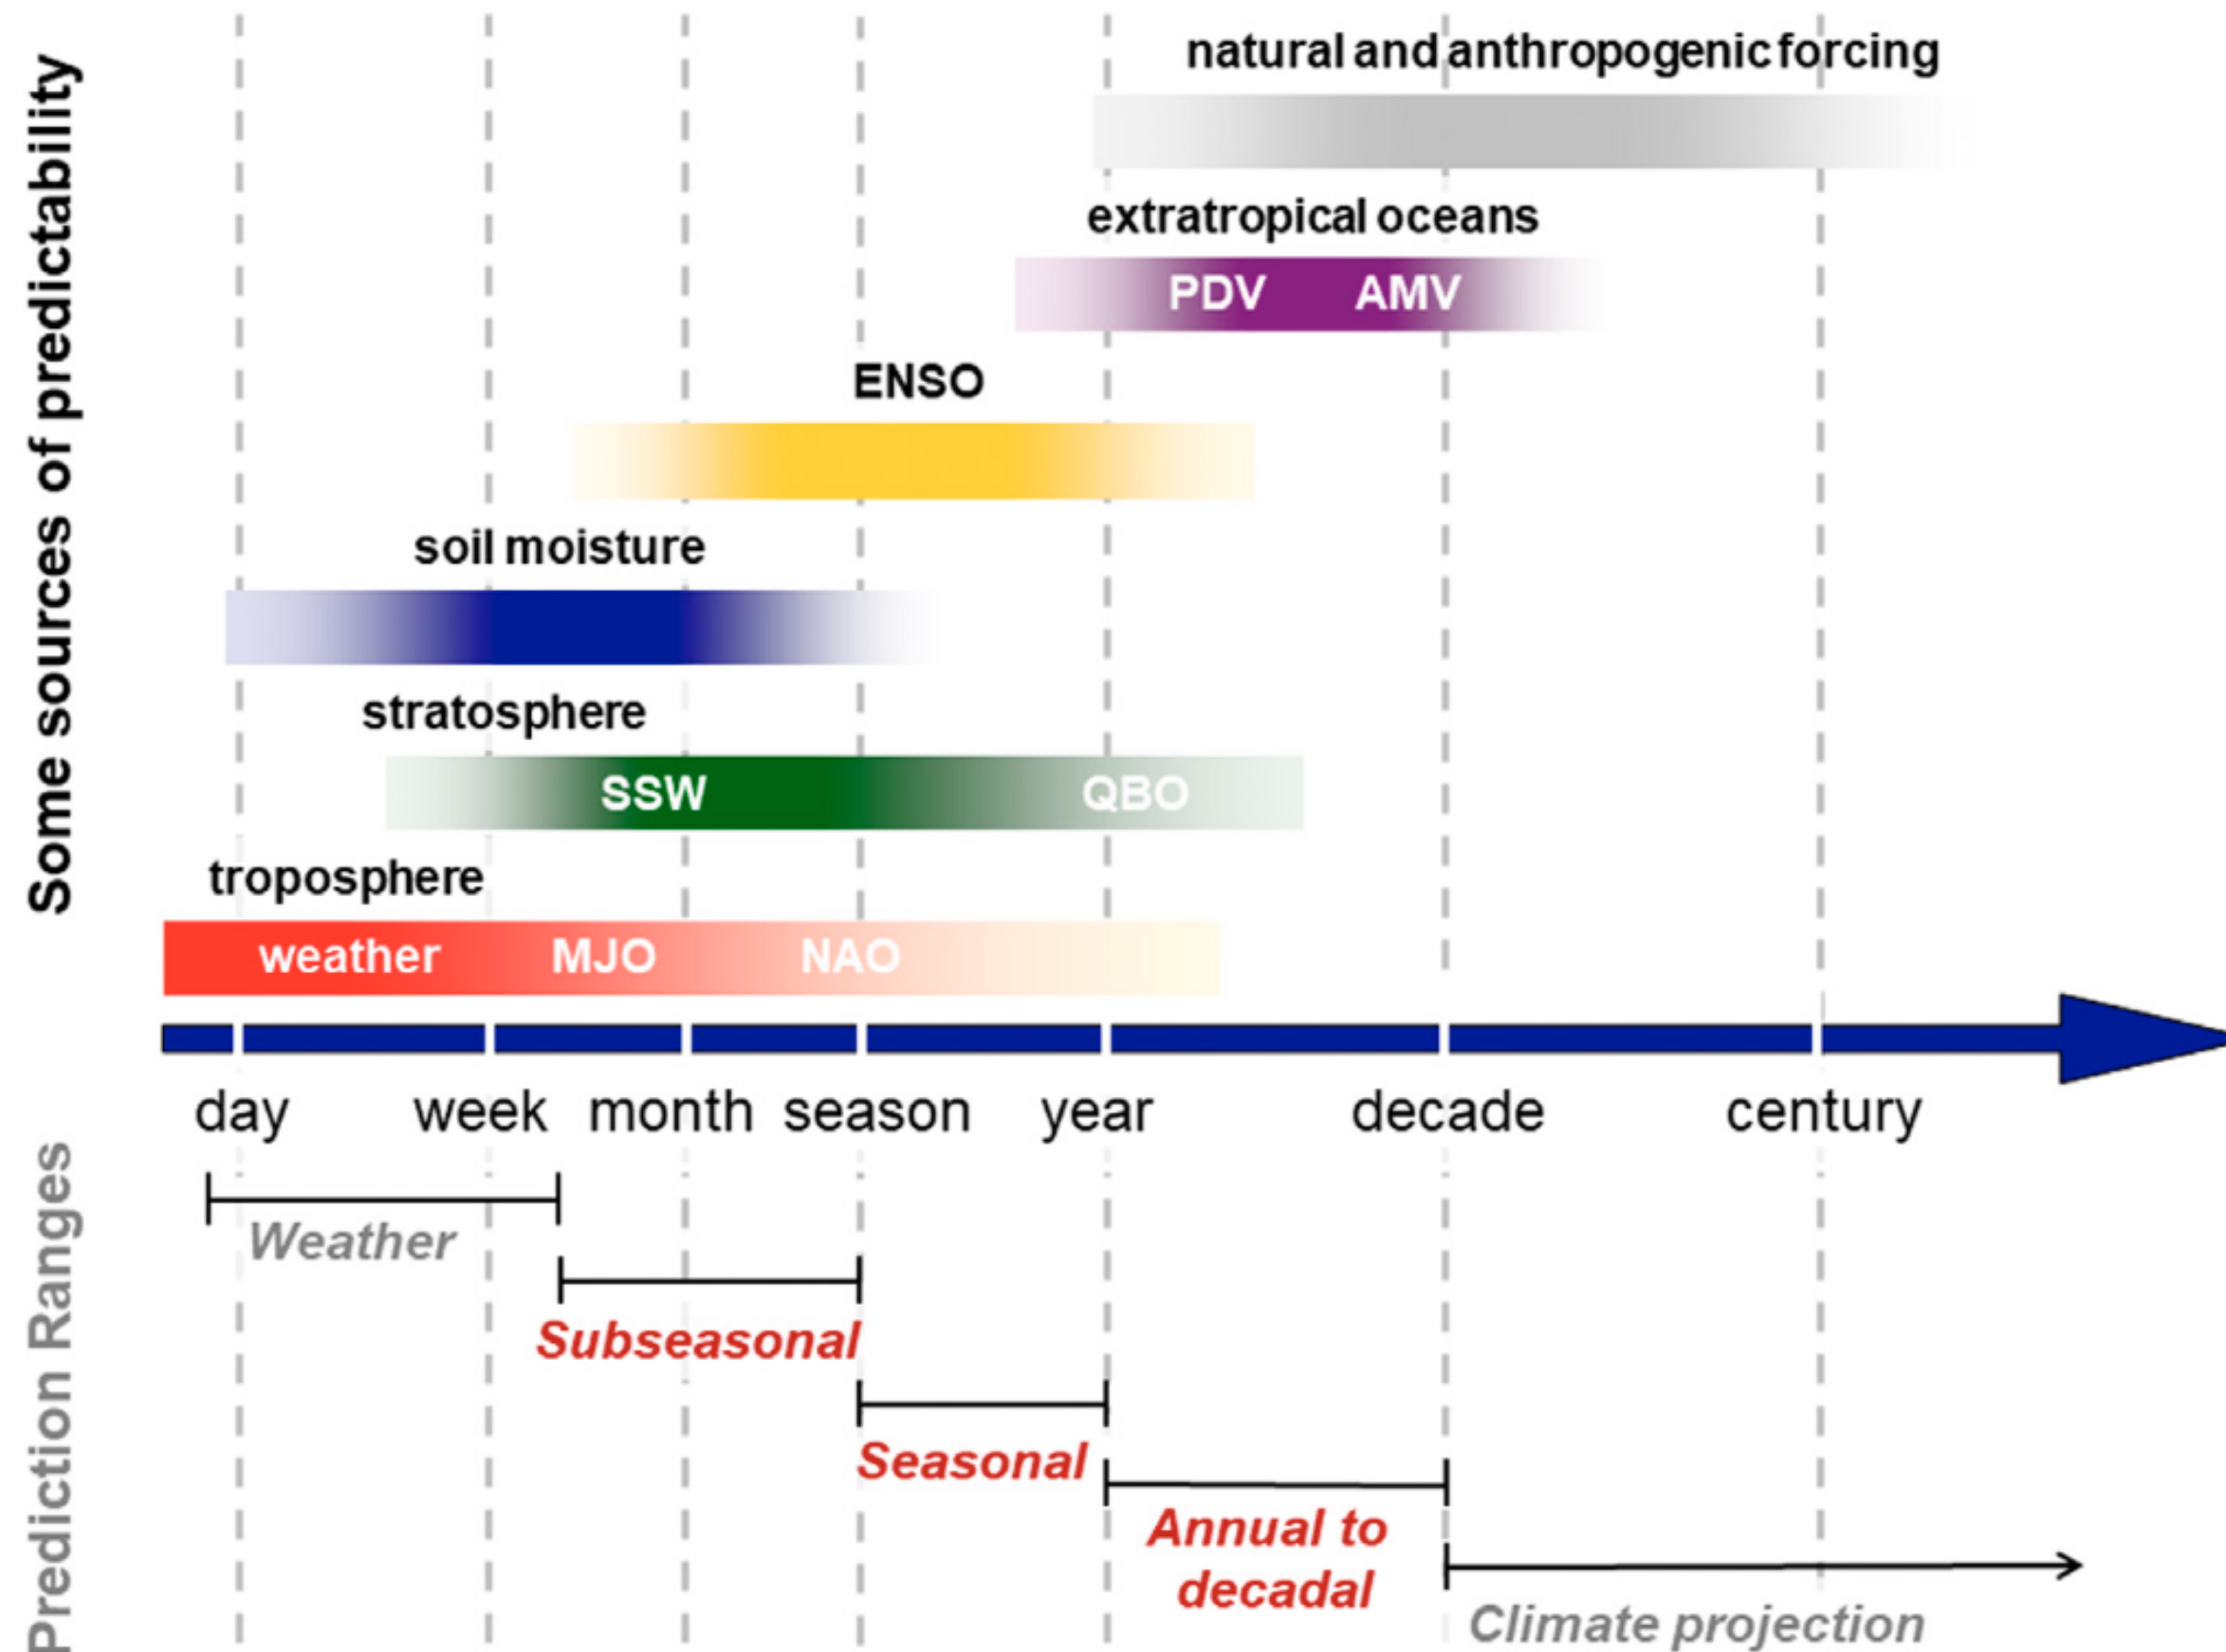 Some sources of predictability
natural and anthropogenic forcing
extratropical oceans
PDV AMV
ENSO
soil moisture
stratosphere
SSW QBO
troposphere
weather MJO NAO
day week month season year decade century
Prediction Ranges
Weather
Subseasonal
Seasonal
Annual to
decadal
Climate projection